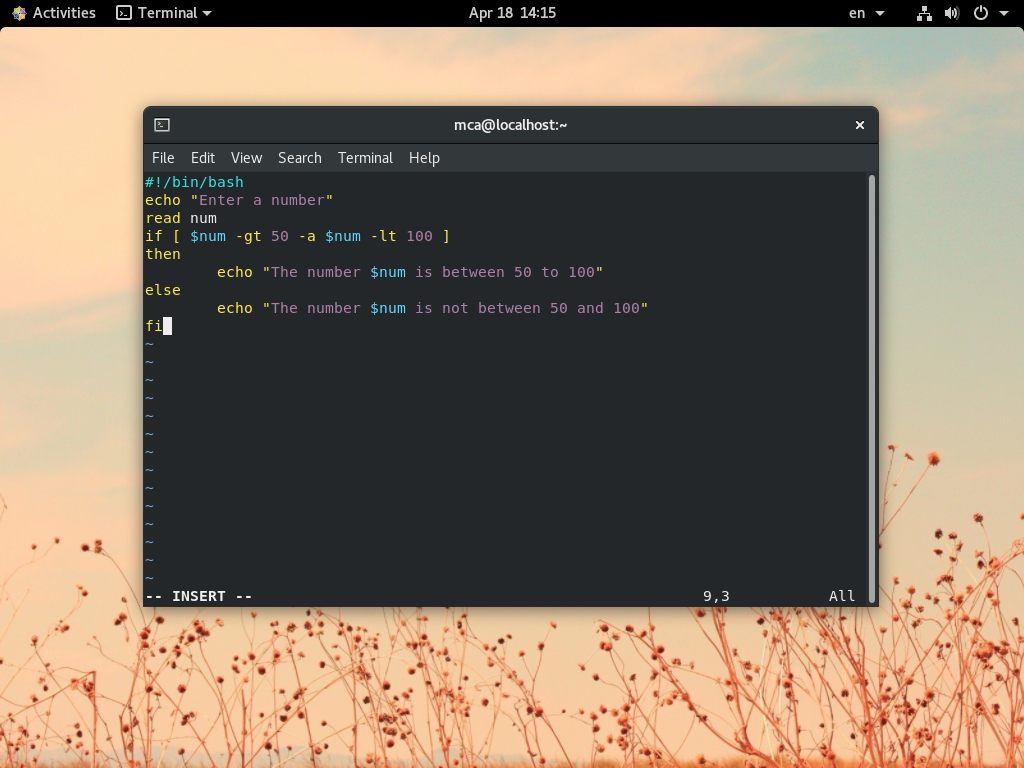 Activities Terminal Apr 18 14:15 en
mca@localhost:~
File Edit View Search Terminal Help
#!/bin/bash
echo "Enter a number"
read num
if [ $num -gt 50 -a $num -lt 100 ]
then
        echo "The number $num is between 50 to 100"
else
        echo "The number $num is not between 50 and 100"
fi
~
~
~
~
~
~
~
~
~
~
~
~
~
~
-- INSERT -- 9,3 All